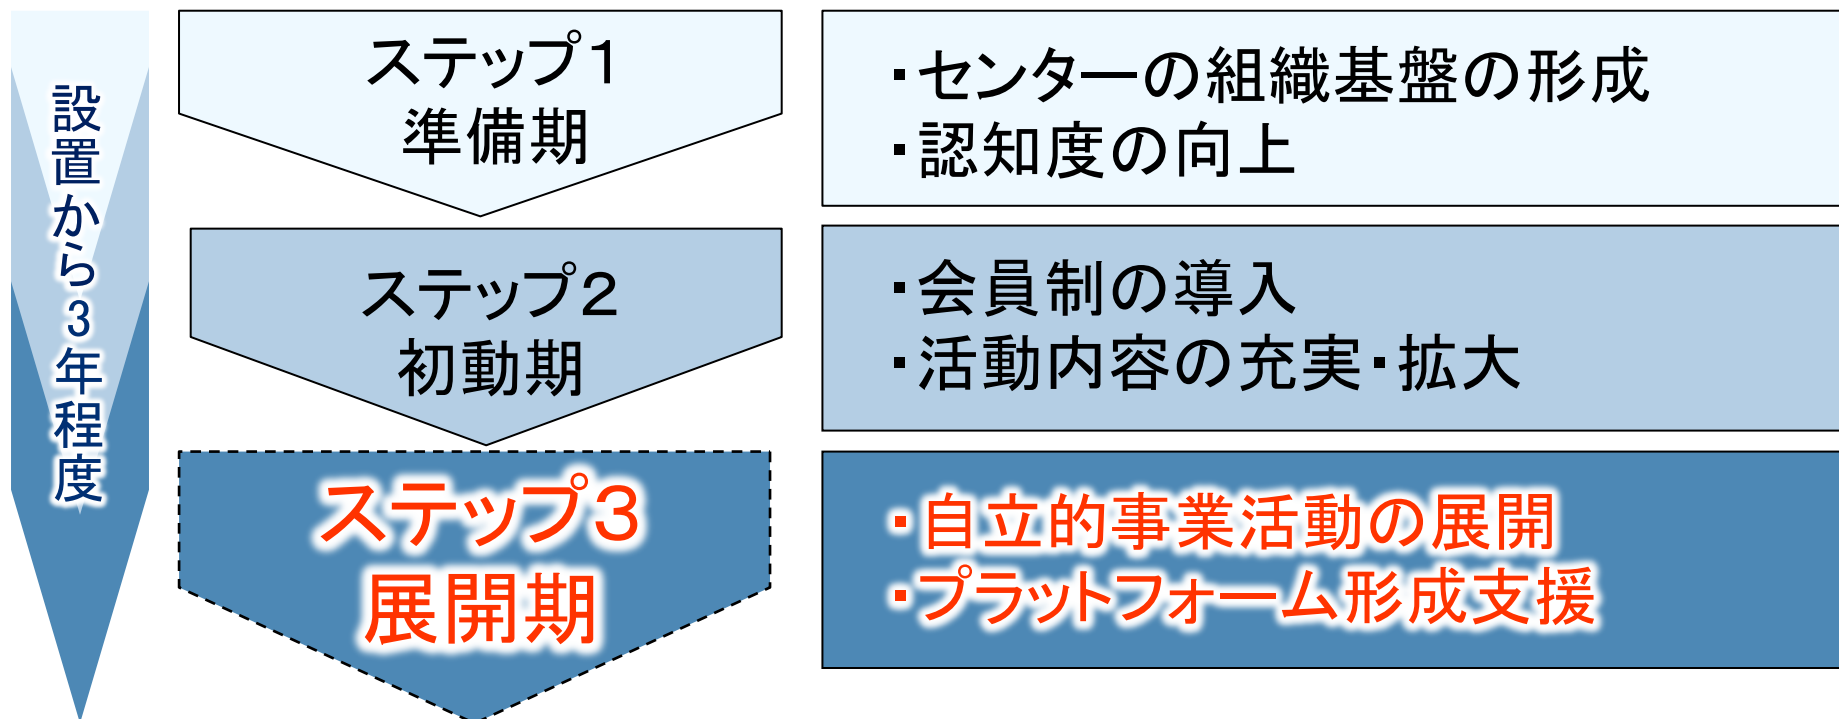 設置から3年程度
ステップ1
準備期
・センターの組織基盤の形成
・認知度の向上
ステップ2
初動期
・会員制の導入
・活動内容の充実・拡大
ステップ3
展開期
・自立的事業活動の展開
・プラットフォーム形成支援